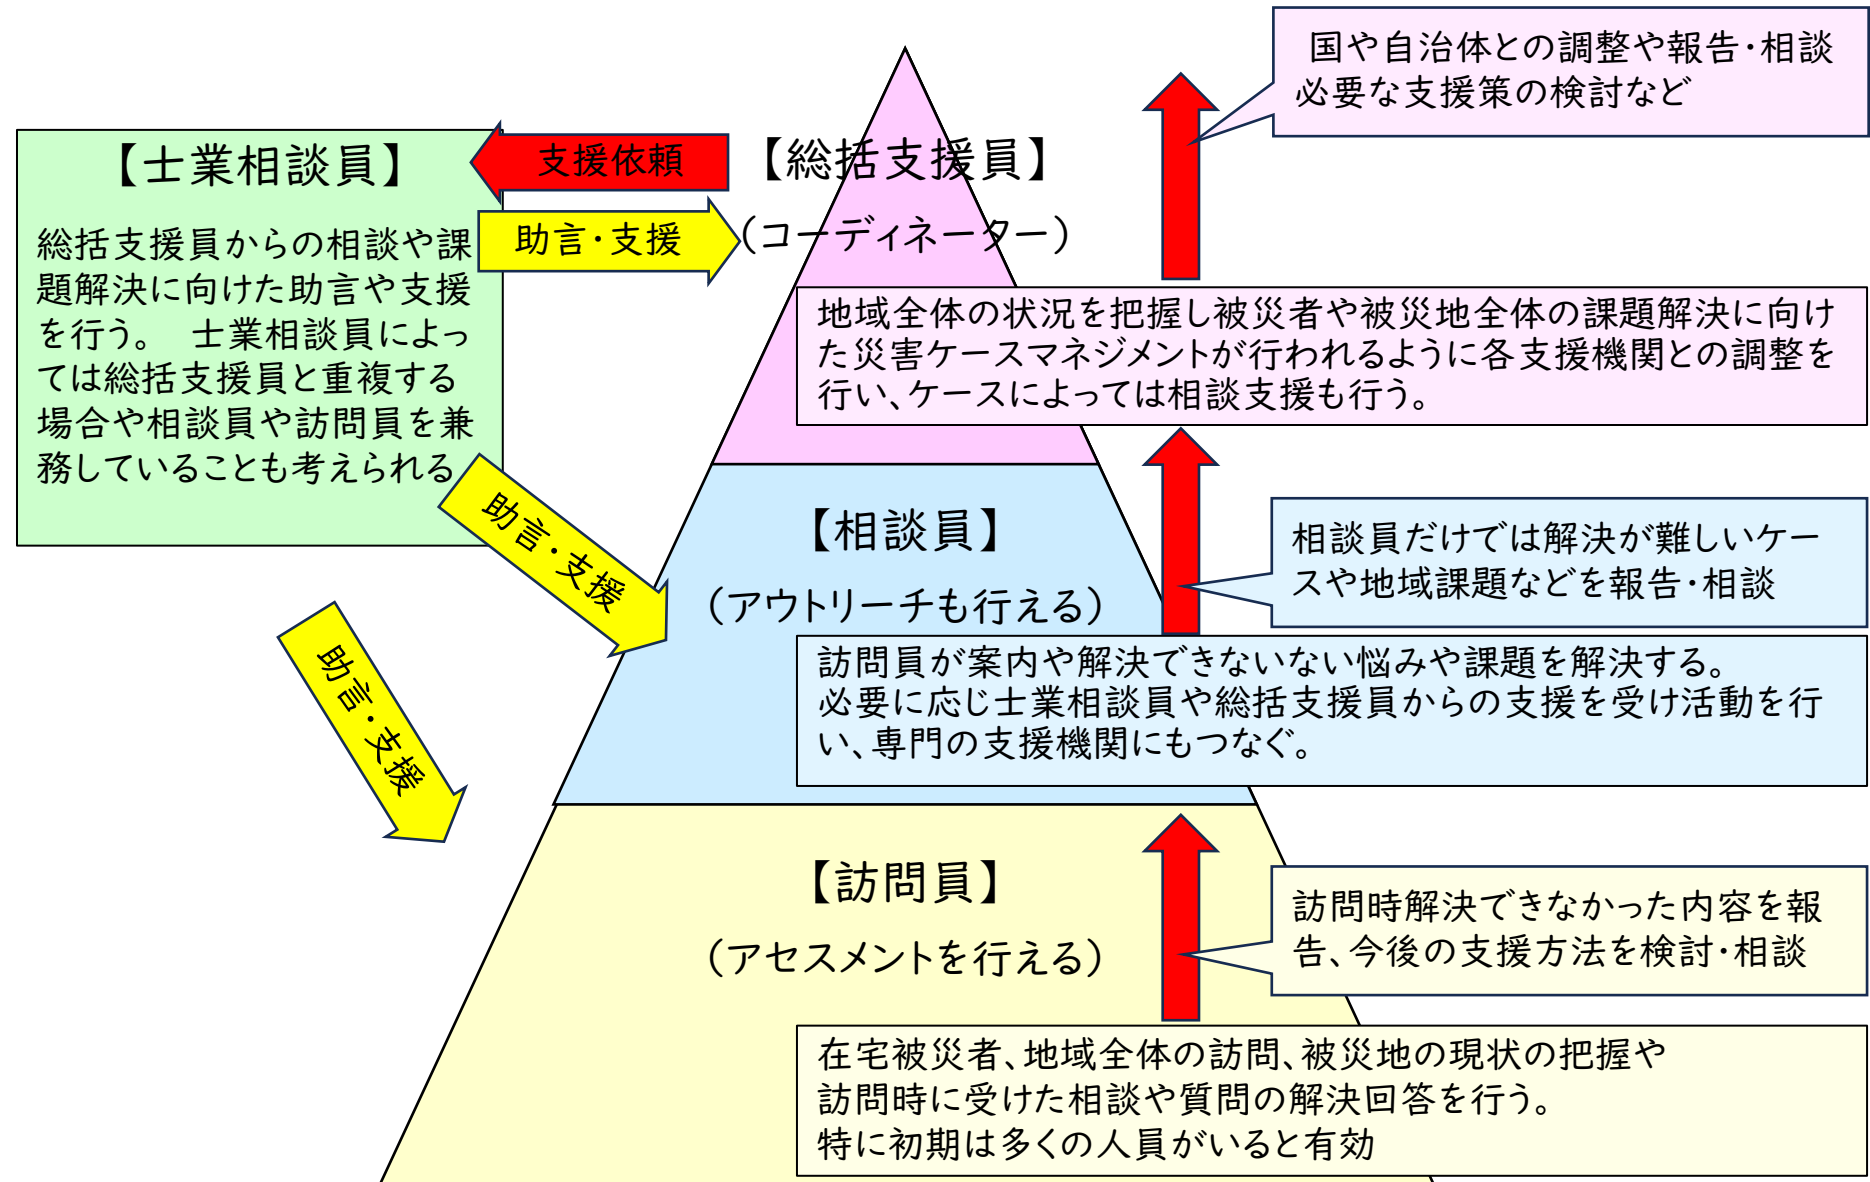 国や自治体との調整や報告・相談
必要な支援策の検討など
【士業相談員】
支援依頼
【総括支援員】
助言・支援
(コーディネーター)
総括支援員からの相談や課
題解決に向けた助言や支援
を行う。　士業相談員によっ
ては総括支援員と重複する
場合や相談員や訪問員を兼
務していることも考えられる
地域全体の状況を把握し被災者や被災地全体の課題解決に向け
た災害ケースマネジメントが行われるように各支援機関との調整を
行い、ケースによっては相談支援も行う。
助言・支援
【相談員】
(アウトリーチも行える)
相談員だけでは解決が難しいケー
スや地域課題などを報告・相談
訪問員が案内や解決できないない悩みや課題を解決する。
必要に応じ士業相談員や総括支援員からの支援を受け活動を行
い、専門の支援機関にもつなぐ。
助言・支援
【訪問員】
(アセスメントを行える)
訪問時解決できなかった内容を報
告、今後の支援方法を検討・相談
在宅被災者、地域全体の訪問、被災地の現状の把握や
訪問時に受けた相談や質問の解決回答を行う。
特に初期は多くの人員がいると有効